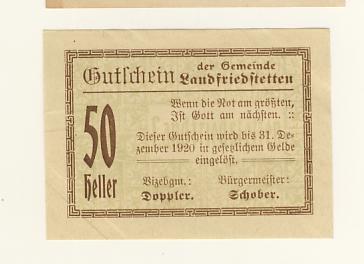 Gutschein der Gemeinde
Landfriedstetten
Wenn die Not am größten,
Ist Gott am nächsten. ::
50
Heller
Dieser Gutschein wird bis 31. De-
zember 1920 in gesetzlichem Gelde
eingelöst.
Vizebgm.: Bürgermeister:
Doppler. Schober.